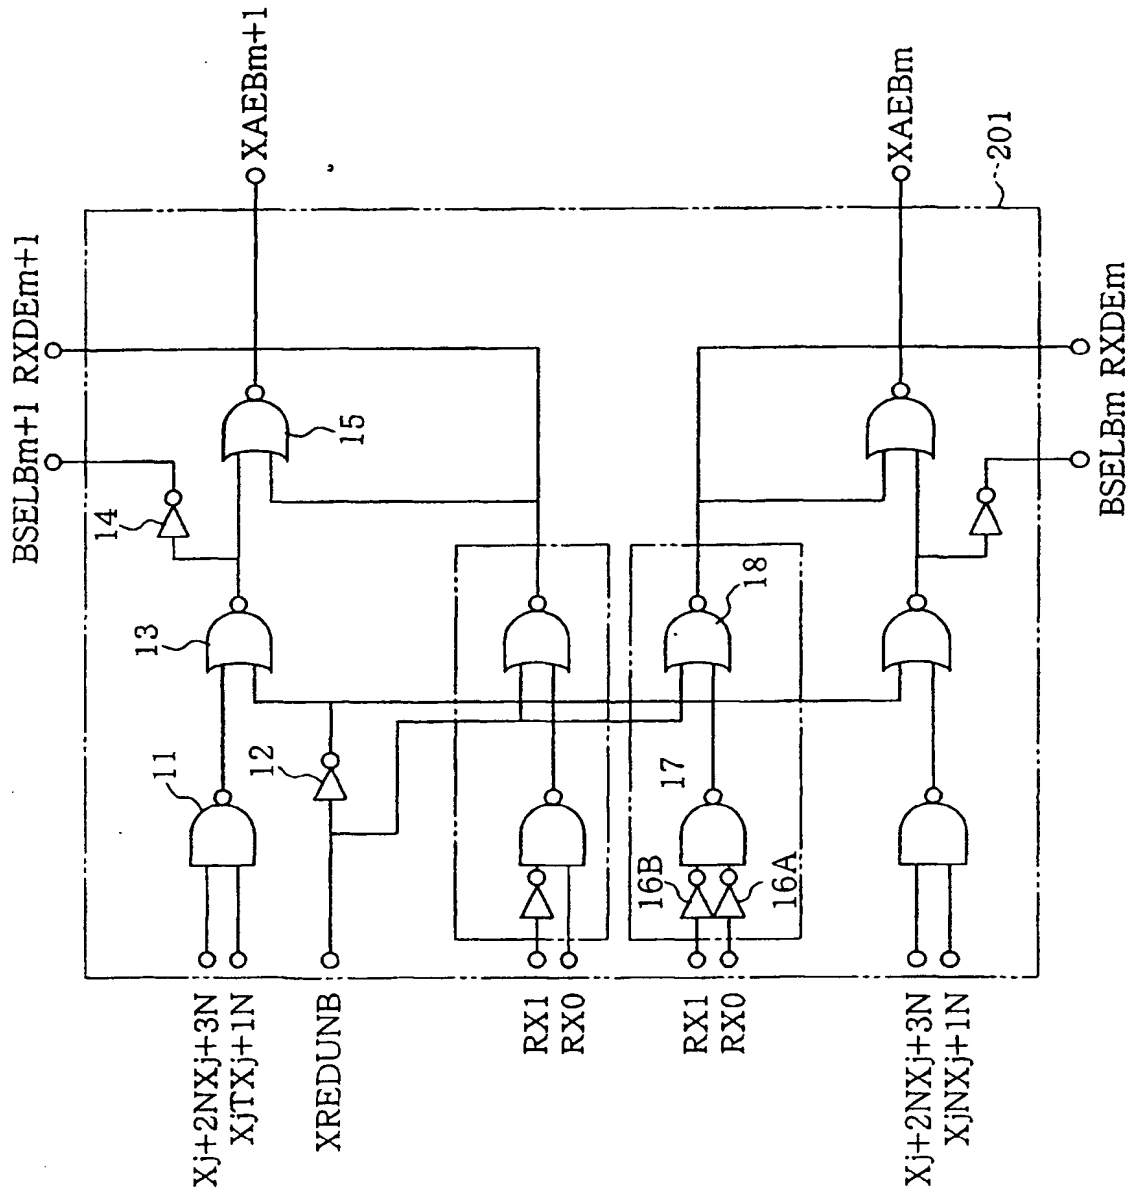 XAEBm+1
XAEBm
201
BSELBm+1 RXDEm+1
BSELBm RXDEm
15
14
13
18
11
12
17
16B
16A
Xj+2NXj+3N
XjTXj+1N
XREDUNB
RX1
RX0
RX1
RX0
Xj+2NXj+3N
XjNXj+1N